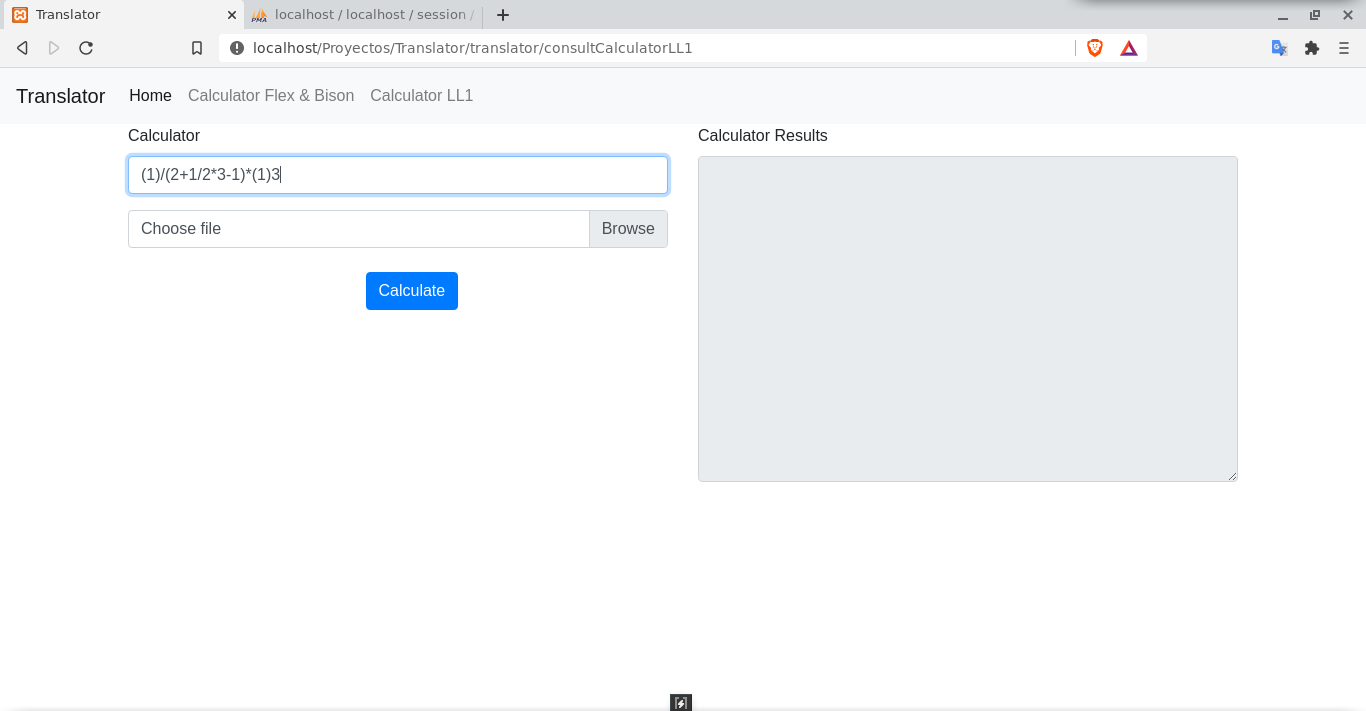 Translator
localhost / localhost / session /
localhost/Proyectos/Translator/translator/consultCalculatorLL1
Translator Home Calculator Flex & Bison Calculator LL1
Calculator
(1)/(2+1/2*3-1)*(1)3
Choose file Browse
Calculate
Calculator Results